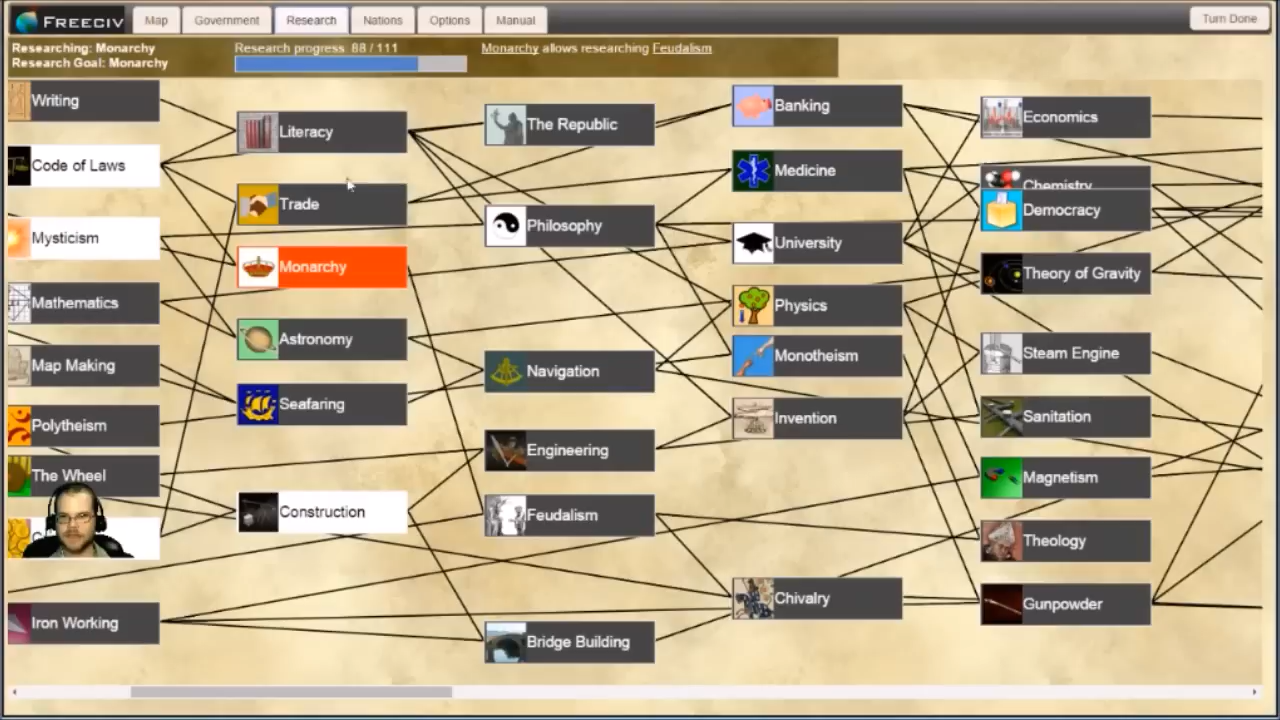 FREECIV
Map
Government
Research
Nations
Options
Manual
Turn Done
Researching: Monarchy
Research Goal: Monarchy
Research progress: 88 / 111
Monarchy allows researching Feudalism
Writing
Code of Laws
Mysticism
Mathematics
Map Making
Polytheism
The Wheel
Iron Working
Literacy
Trade
Monarchy
Astronomy
Seafaring
Construction
The Republic
Philosophy
Navigation
Engineering
Feudalism
Bridge Building
Banking
Medicine
University
Physics
Monotheism
Invention
Chivalry
Economics
Chemistry
Democracy
Theory of Gravity
Steam Engine
Sanitation
Magnetism
Theology
Gunpowder